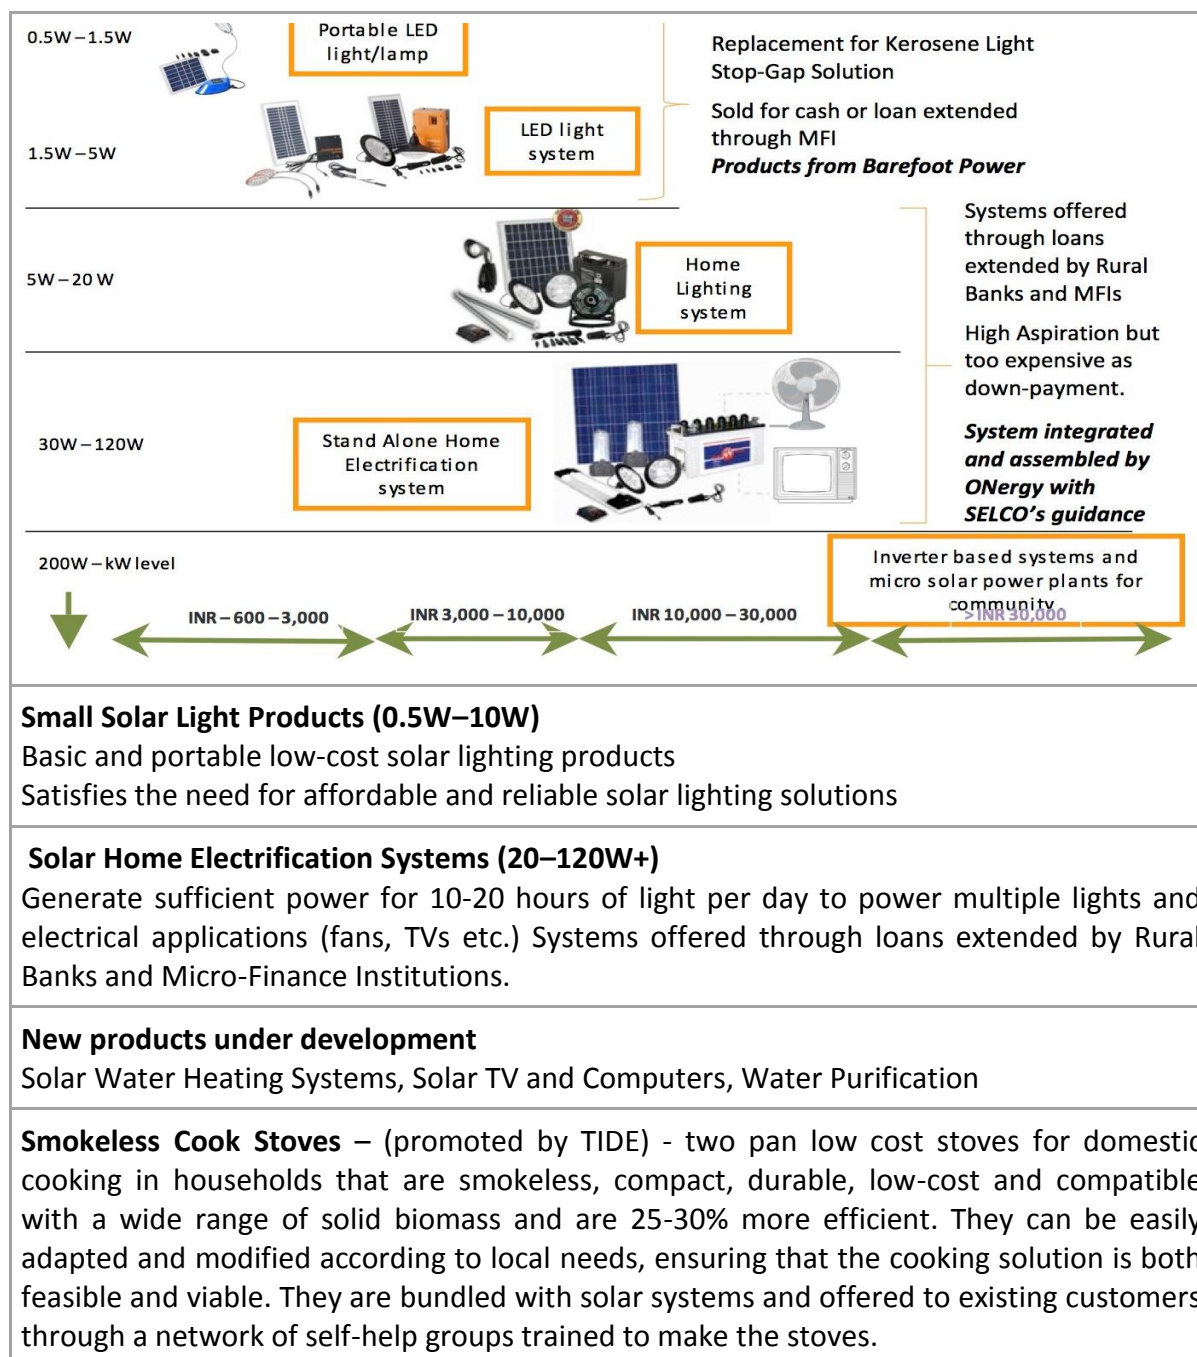 0.5W – 1.5W
Portable LED
light/lamp
Replacement for Kerosene Light
Stop-Gap Solution
Sold for cash or loan extended
through MFI
Products from Barefoot Power
1.5W – 5W
LED light
system
Systems offered
through loans
extended by Rural
Banks and MFIs
High Aspiration but
too expensive as
down-payment.
System integrated
and assembled by
ONergy with
SELCO's guidance
5W – 20 W
Home
Lighting
system
30W – 120W
Stand Alone Home
Electrification
system
200W – kW level
Inverter based systems and
micro solar power plants for
community
INR – 600 – 3,000
INR 3,000 – 10,000
INR 10,000 – 30,000
> INR 30,000
Small Solar Light Products (0.5W–10W)
Basic and portable low-cost solar lighting products
Satisfies the need for affordable and reliable solar lighting solutions
Solar Home Electrification Systems (20–120W+)
Generate sufficient power for 10-20 hours of light per day to power multiple lights and
electrical applications (fans, TVs etc.) Systems offered through loans extended by Rural
Banks and Micro-Finance Institutions.
New products under development
Solar Water Heating Systems, Solar TV and Computers, Water Purification
Smokeless Cook Stoves – (promoted by TIDE) - two pan low cost stoves for domestic
cooking in households that are smokeless, compact, durable, low-cost and compatible
with a wide range of solid biomass and are 25-30% more efficient. They can be easily
adapted and modified according to local needs, ensuring that the cooking solution is both
feasible and viable. They are bundled with solar systems and offered to existing customers
through a network of self-help groups trained to make the stoves.